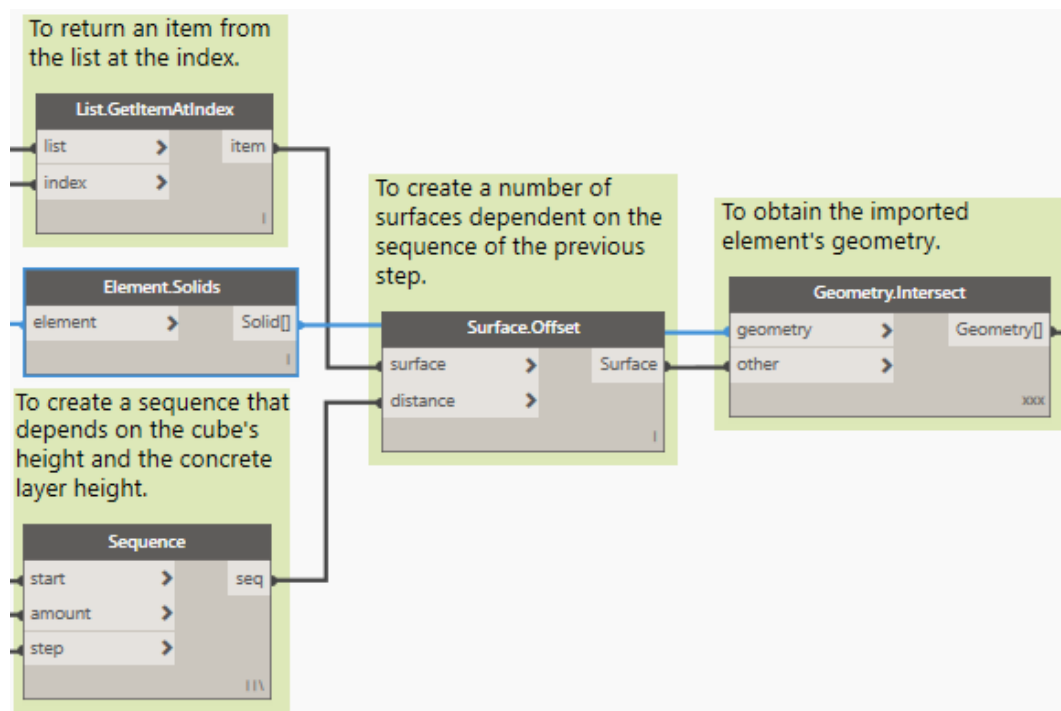 To return an item from
the list at the index.
List.GetItemAtIndex
list > item
index >
l
Element.Solids
element > Solid[]
l
To create a sequence that
depends on the cube's
height and the concrete
layer height.
Sequence
start > seq
amount >
step >
ll\
To create a number of
surfaces dependent on the
sequence of the previous
step.
Surface.Offset
surface > Surface
distance >
l
To obtain the imported
element's geometry.
Geometry.Intersect
geometry > Geometry[]
other >
xxx